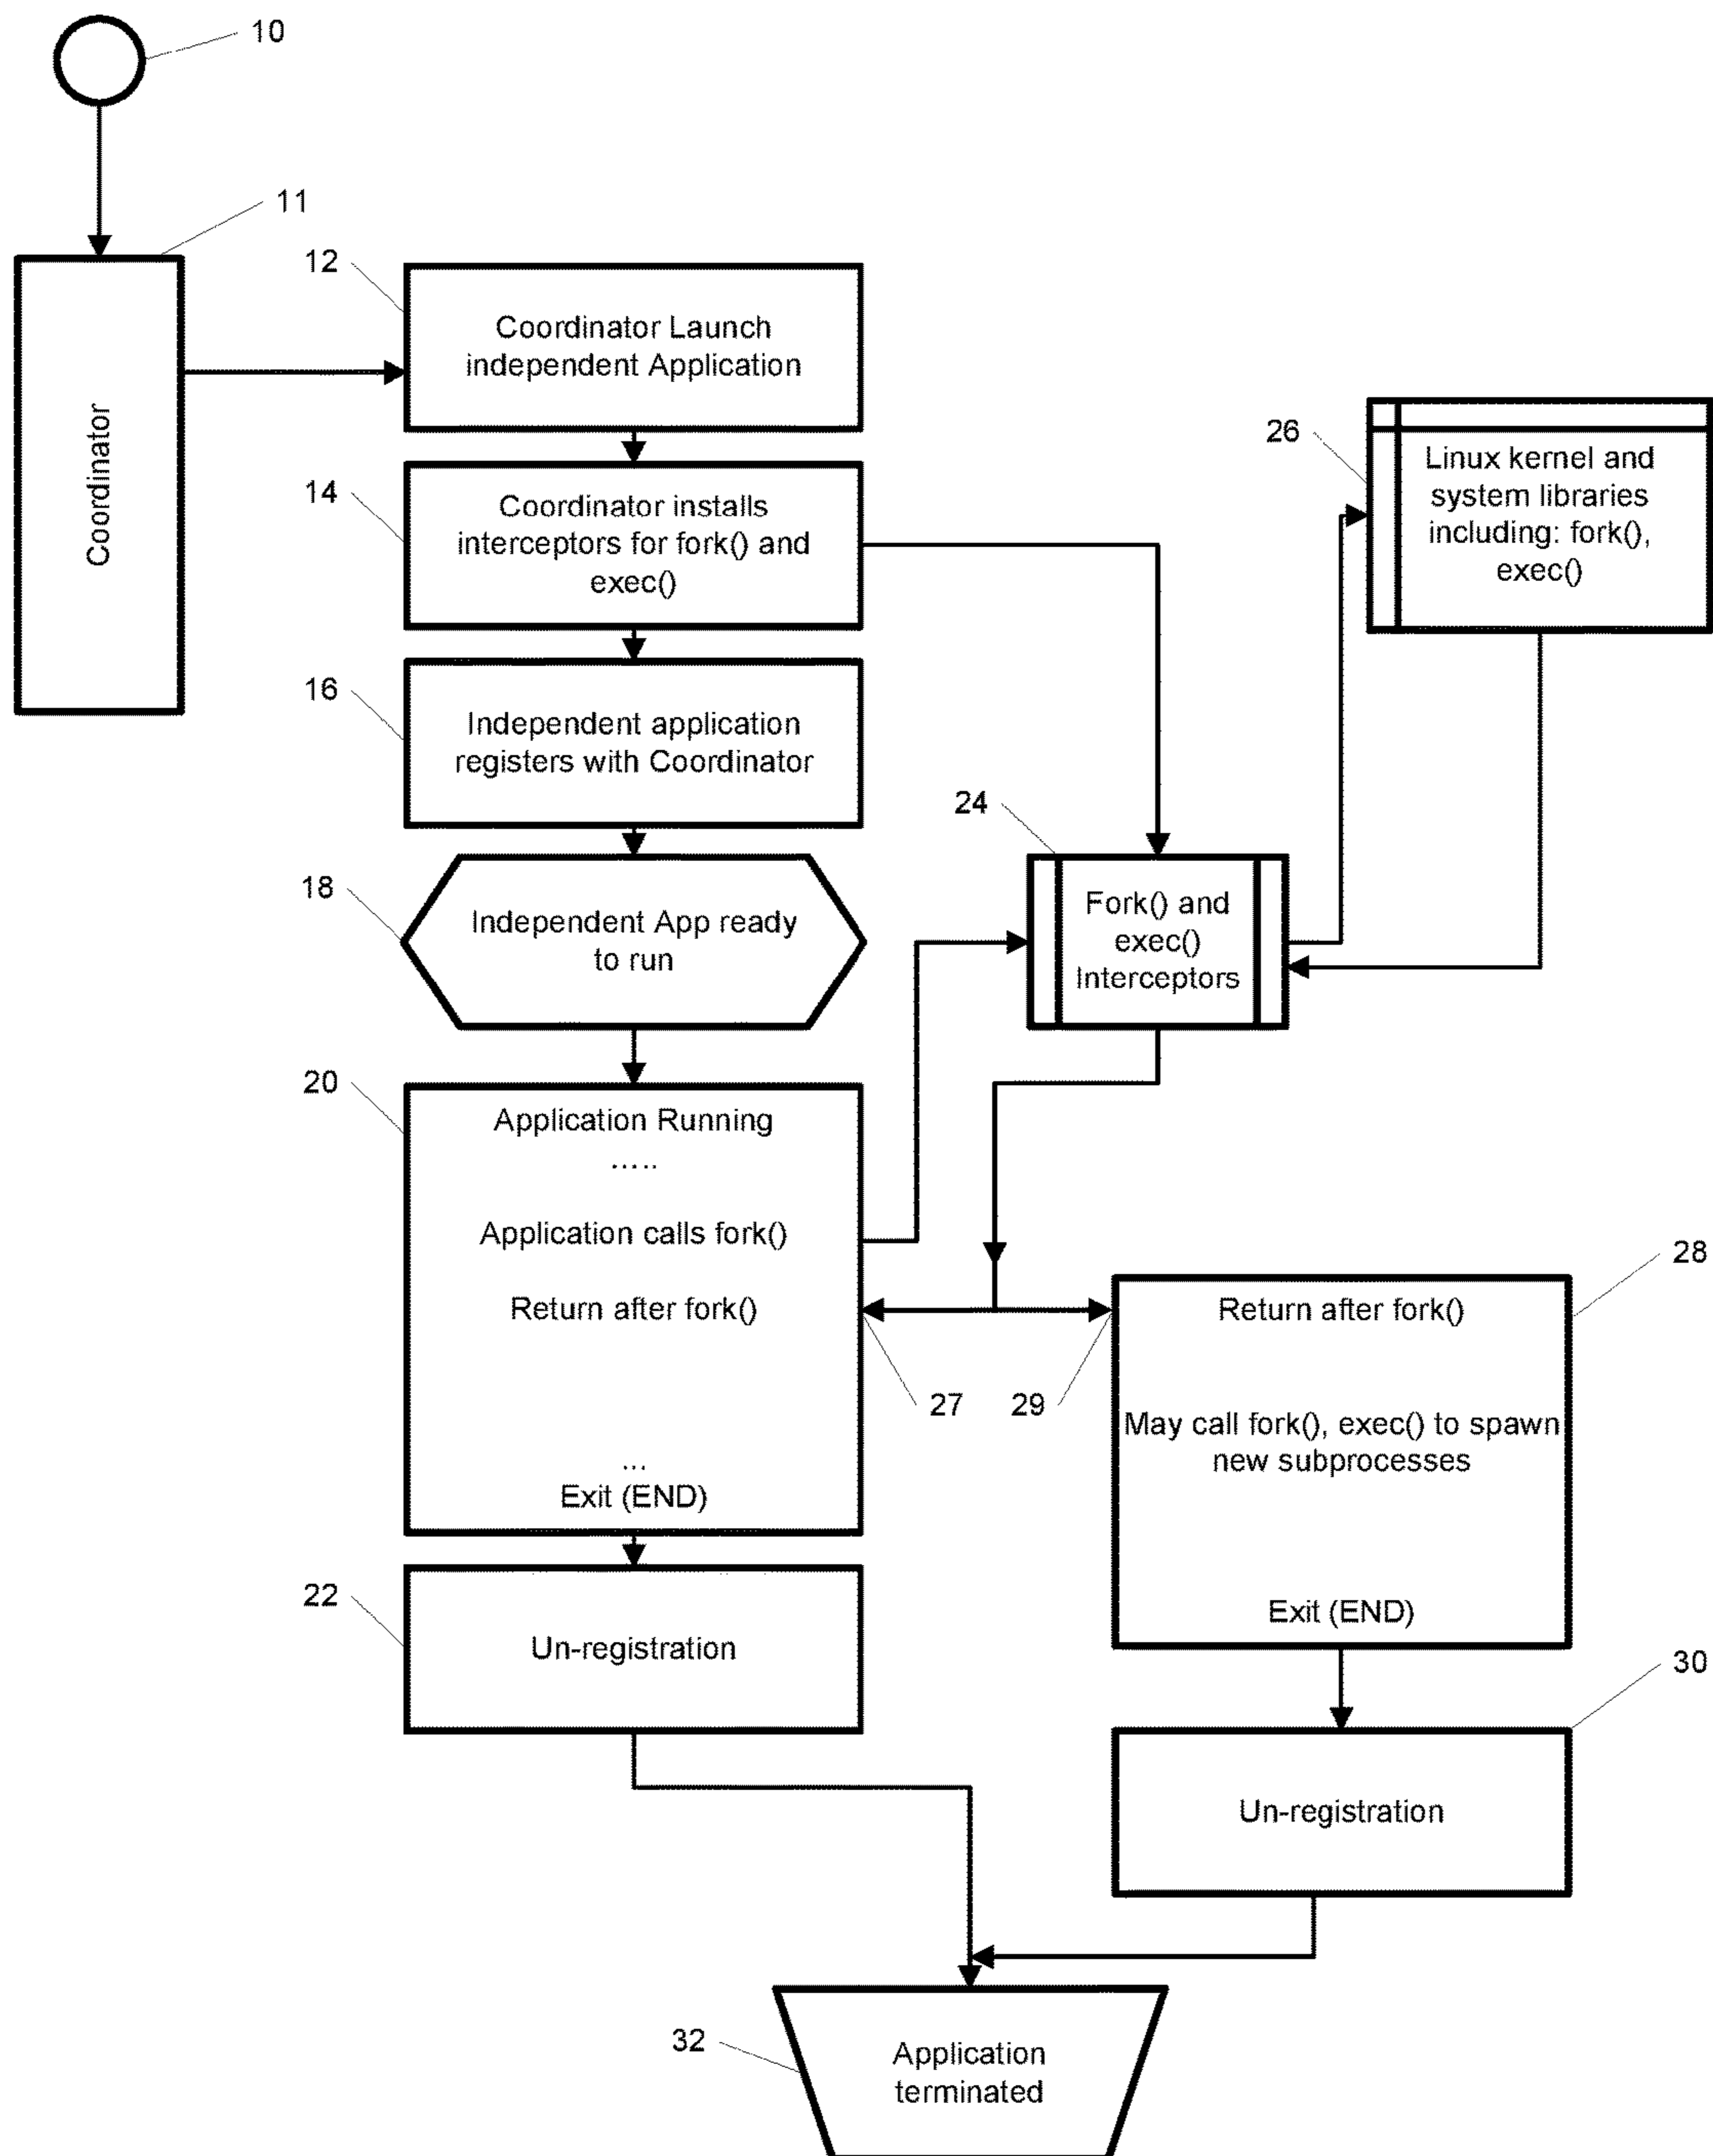 10
11
Coordinator
12
Coordinator Launch
independent Application
14
Coordinator installs
interceptors for fork() and
exec()
26
Linux kernel and
system libraries
including: fork(),
exec()
16
Independent application
registers with Coordinator
24
Fork() and
exec()
Interceptors
18
Independent App ready
to run
20
Application Running
.....
Application calls fork()
Return after fork()
...
Exit (END)
27
29
28
Return after fork()
May call fork(), exec() to spawn
new subprocesses
Exit (END)
22
Un-registration
30
Un-registration
32
Application
terminated